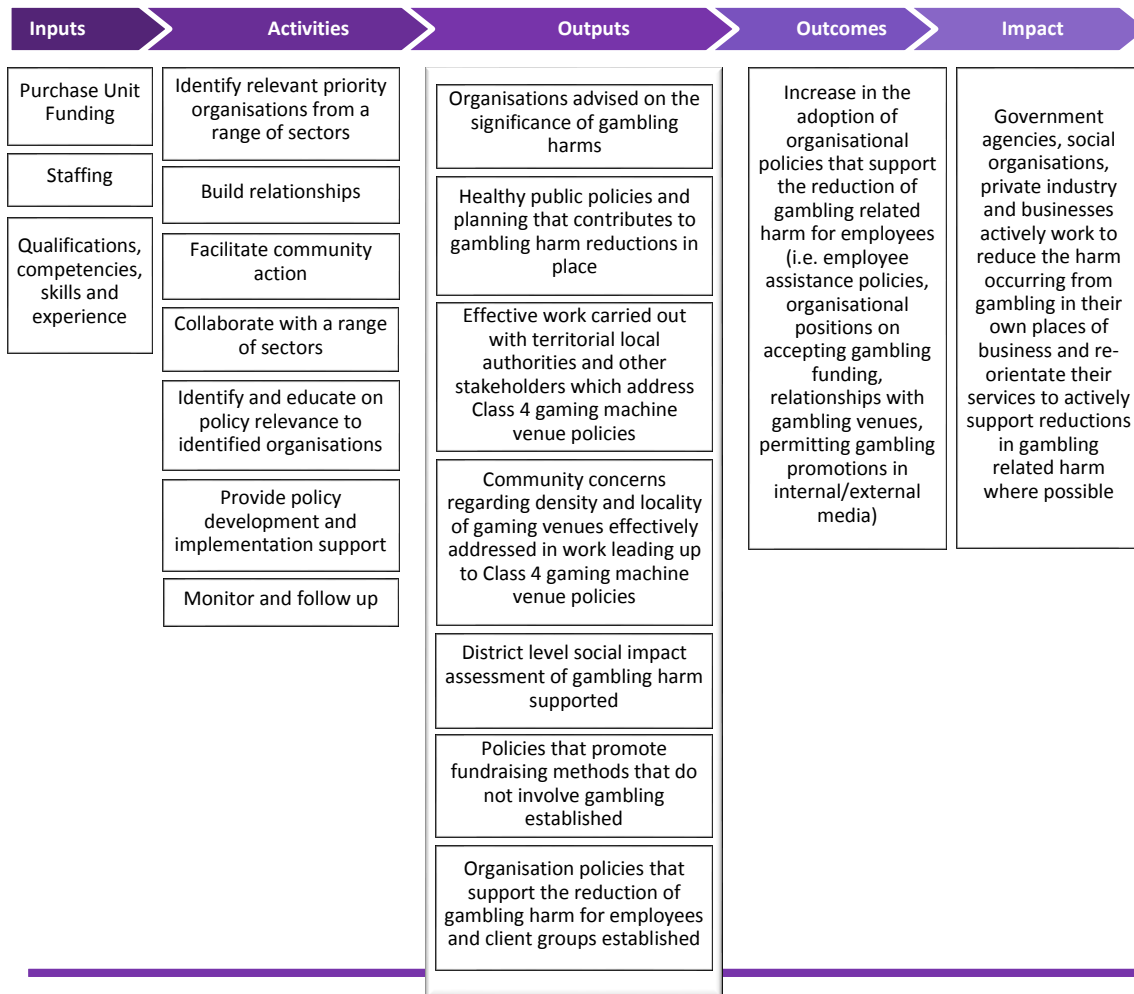 Inputs
Activities
Outputs
Outcomes
Impact
Purchase Unit
Funding
Staffing
Qualifications,
competencies,
skills and
experience
Identify relevant priority
organisations from a
range of sectors
Build relationships
Facilitate community
action
Collaborate with a range
of sectors
Identify and educate on
policy relevance to
identified organisations
Provide policy
development and
implementation support
Monitor and follow up
Organisations advised on the
significance of gambling
harms
Healthy public policies and
planning that contributes to
gambling harm reductions in
place
Effective work carried out
with territorial local
authorities and other
stakeholders which address
Class 4 gaming machine
venue policies
Community concerns
regarding density and locality
of gaming venues effectively
addressed in work leading up
to Class 4 gaming machine
venue policies
District level social impact
assessment of gambling harm
supported
Policies that promote
fundraising methods that do
not involve gambling
established
Organisation policies that
support the reduction of
gambling harm for employees
and client groups established
Increase in the
adoption of
organisational
policies that support
the reduction of
gambling related
harm for employees
(i.e. employee
assistance policies,
organisational
positions on
accepting gambling
funding,
relationships with
gambling venues,
permitting gambling
promotions in
internal/external
media)
Government
agencies, social
organisations,
private industry
and businesses
actively work to
reduce the harm
occurring from
gambling in their
own places of
business and re-
orientate their
services to actively
support reductions
in gambling
related harm
where possible